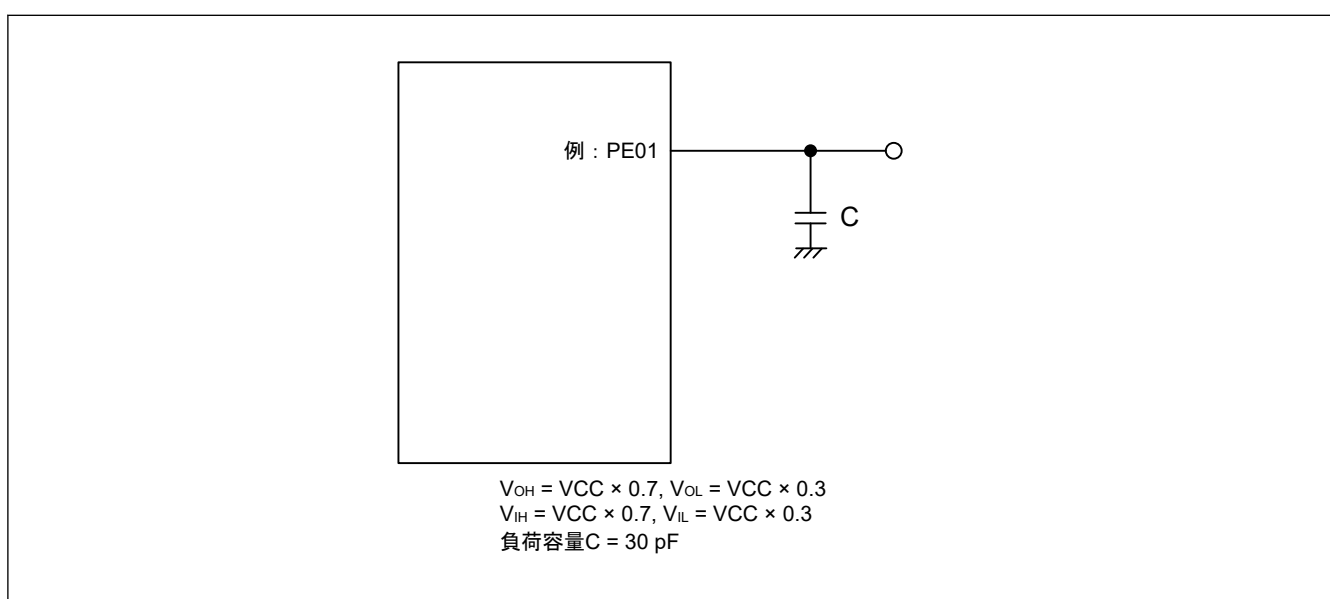 例：PE01
C
VOH = VCC × 0.7, VOL = VCC × 0.3
VIH = VCC × 0.7, VIL = VCC × 0.3
負荷容量C = 30 pF